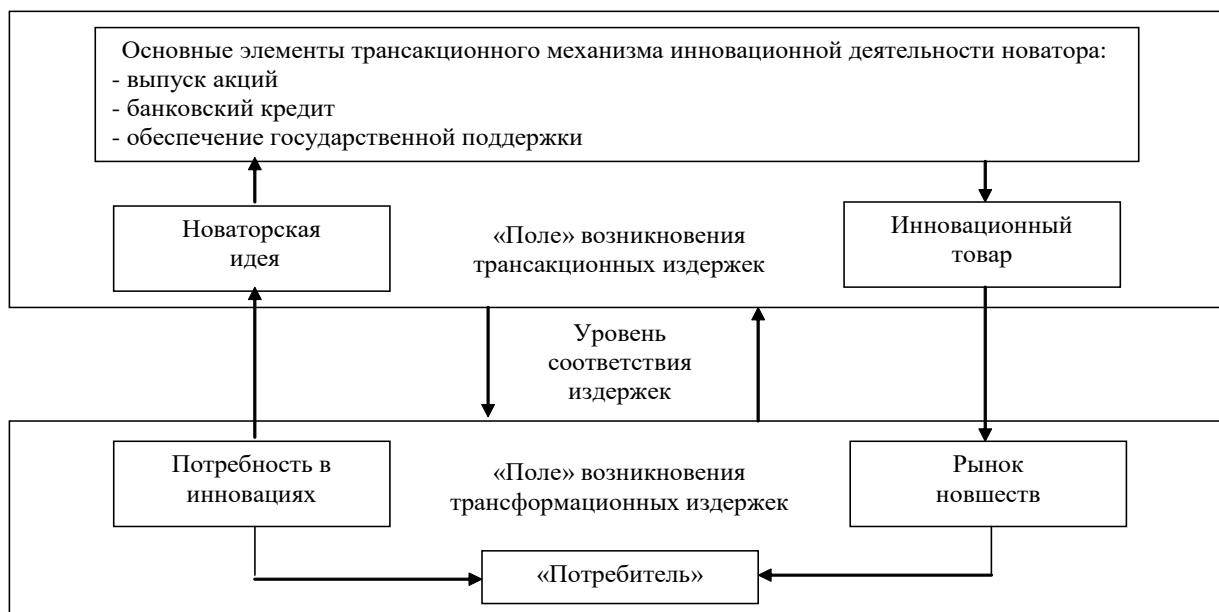 Основные элементы трансакционного механизма инновационной деятельности новатора:
- выпуск акций
- банковский кредит
- обеспечение государственной поддержки
Новаторская
идея
«Поле» возникновения
трансакционных издержек
Инновационный
товар
Уровень
соответствия
издержек
Потребность в
инновациях
«Поле» возникновения
трансформационных издержек
Рынок
новшеств
«Потребитель»